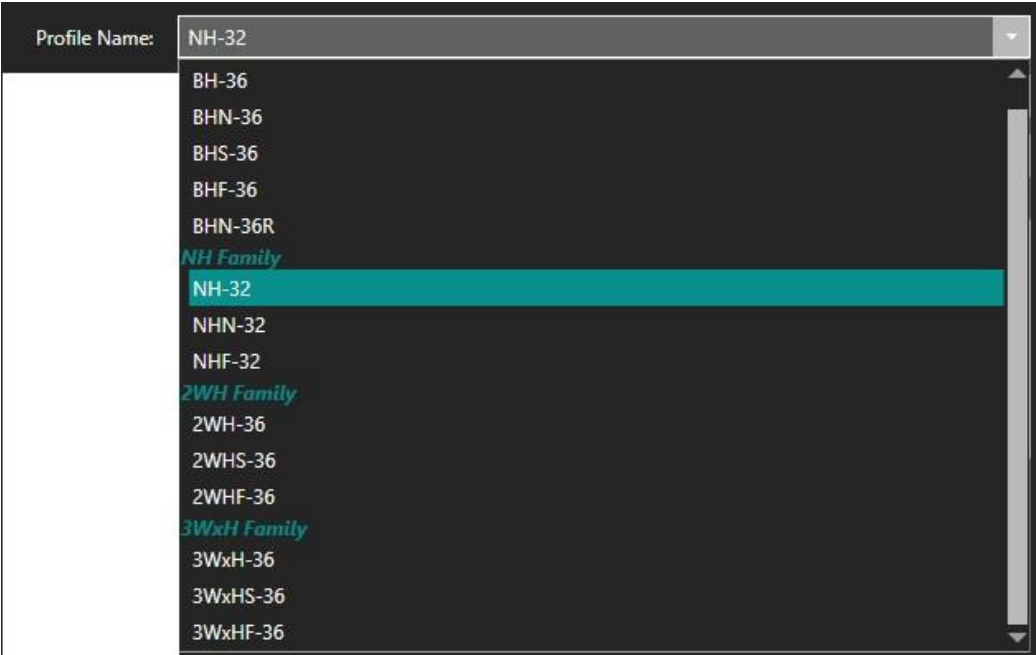 Profile Name: NH-32
BH-36
BHN-36
BHS-36
BHF-36
BHN-36R
NH Family
NH-32
NHN-32
NHF-32
2WH Family
2WH-36
2WHS-36
2WHF-36
3WxH Family
3WxH-36
3WxHS-36
3WxHF-36